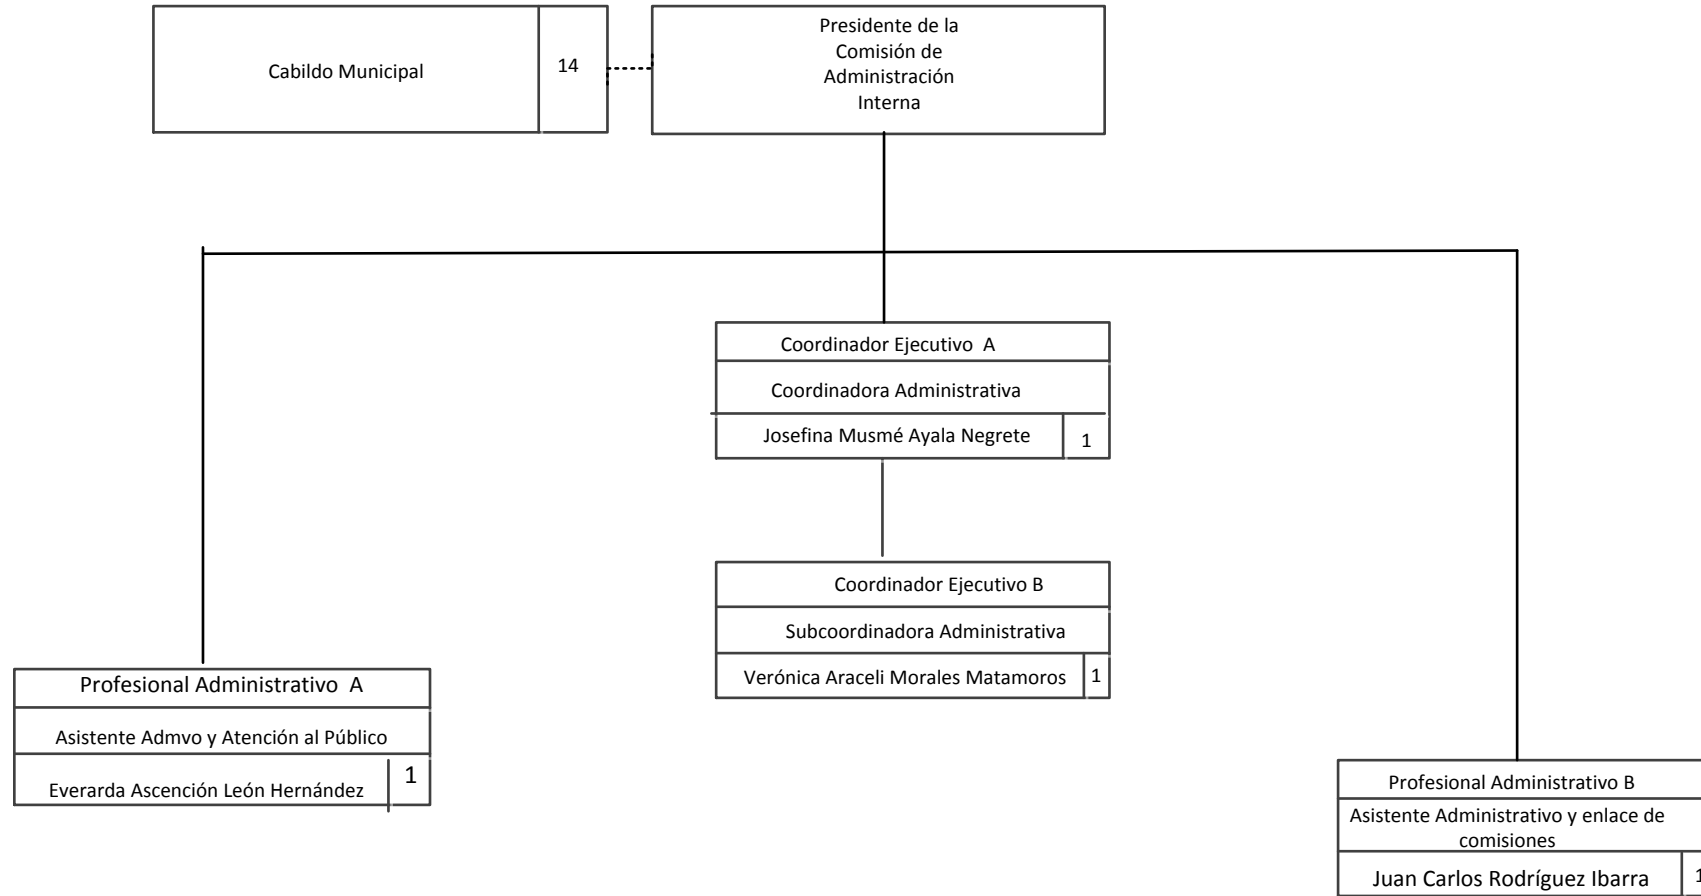 Cabildo Municipal
14
Presidente de la
Comisión de
Administración
Interna
Coordinador Ejecutivo A
Coordinadora Administrativa
Josefina Musmé Ayala Negrete
1
Coordinador Ejecutivo B
Subcoordinadora Administrativa
Verónica Araceli Morales Matamoros
1
Profesional Administrativo A
Asistente Admvo y Atención al Público
Everarda Ascención León Hernández
1
Profesional Administrativo B
Asistente Administrativo y enlace de
comisiones
Juan Carlos Rodríguez Ibarra
1